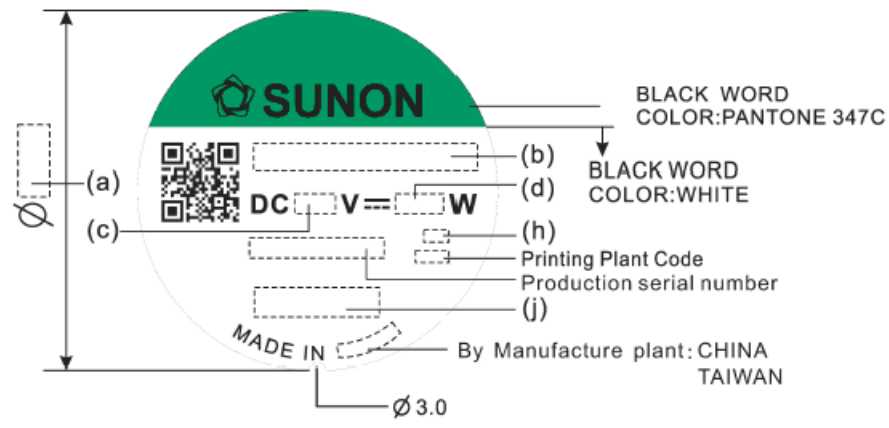 SUNON
BLACK WORD
COLOR:PANTONE 347C
BLACK WORD
COLOR:WHITE
(a)
Ø
(b)
DC V⎓ W
(d)
(c)
(h)
Printing Plant Code
Production serial number
(j)
MADE IN
By Manufacture plant: CHINA
TAIWAN
Ø 3.0